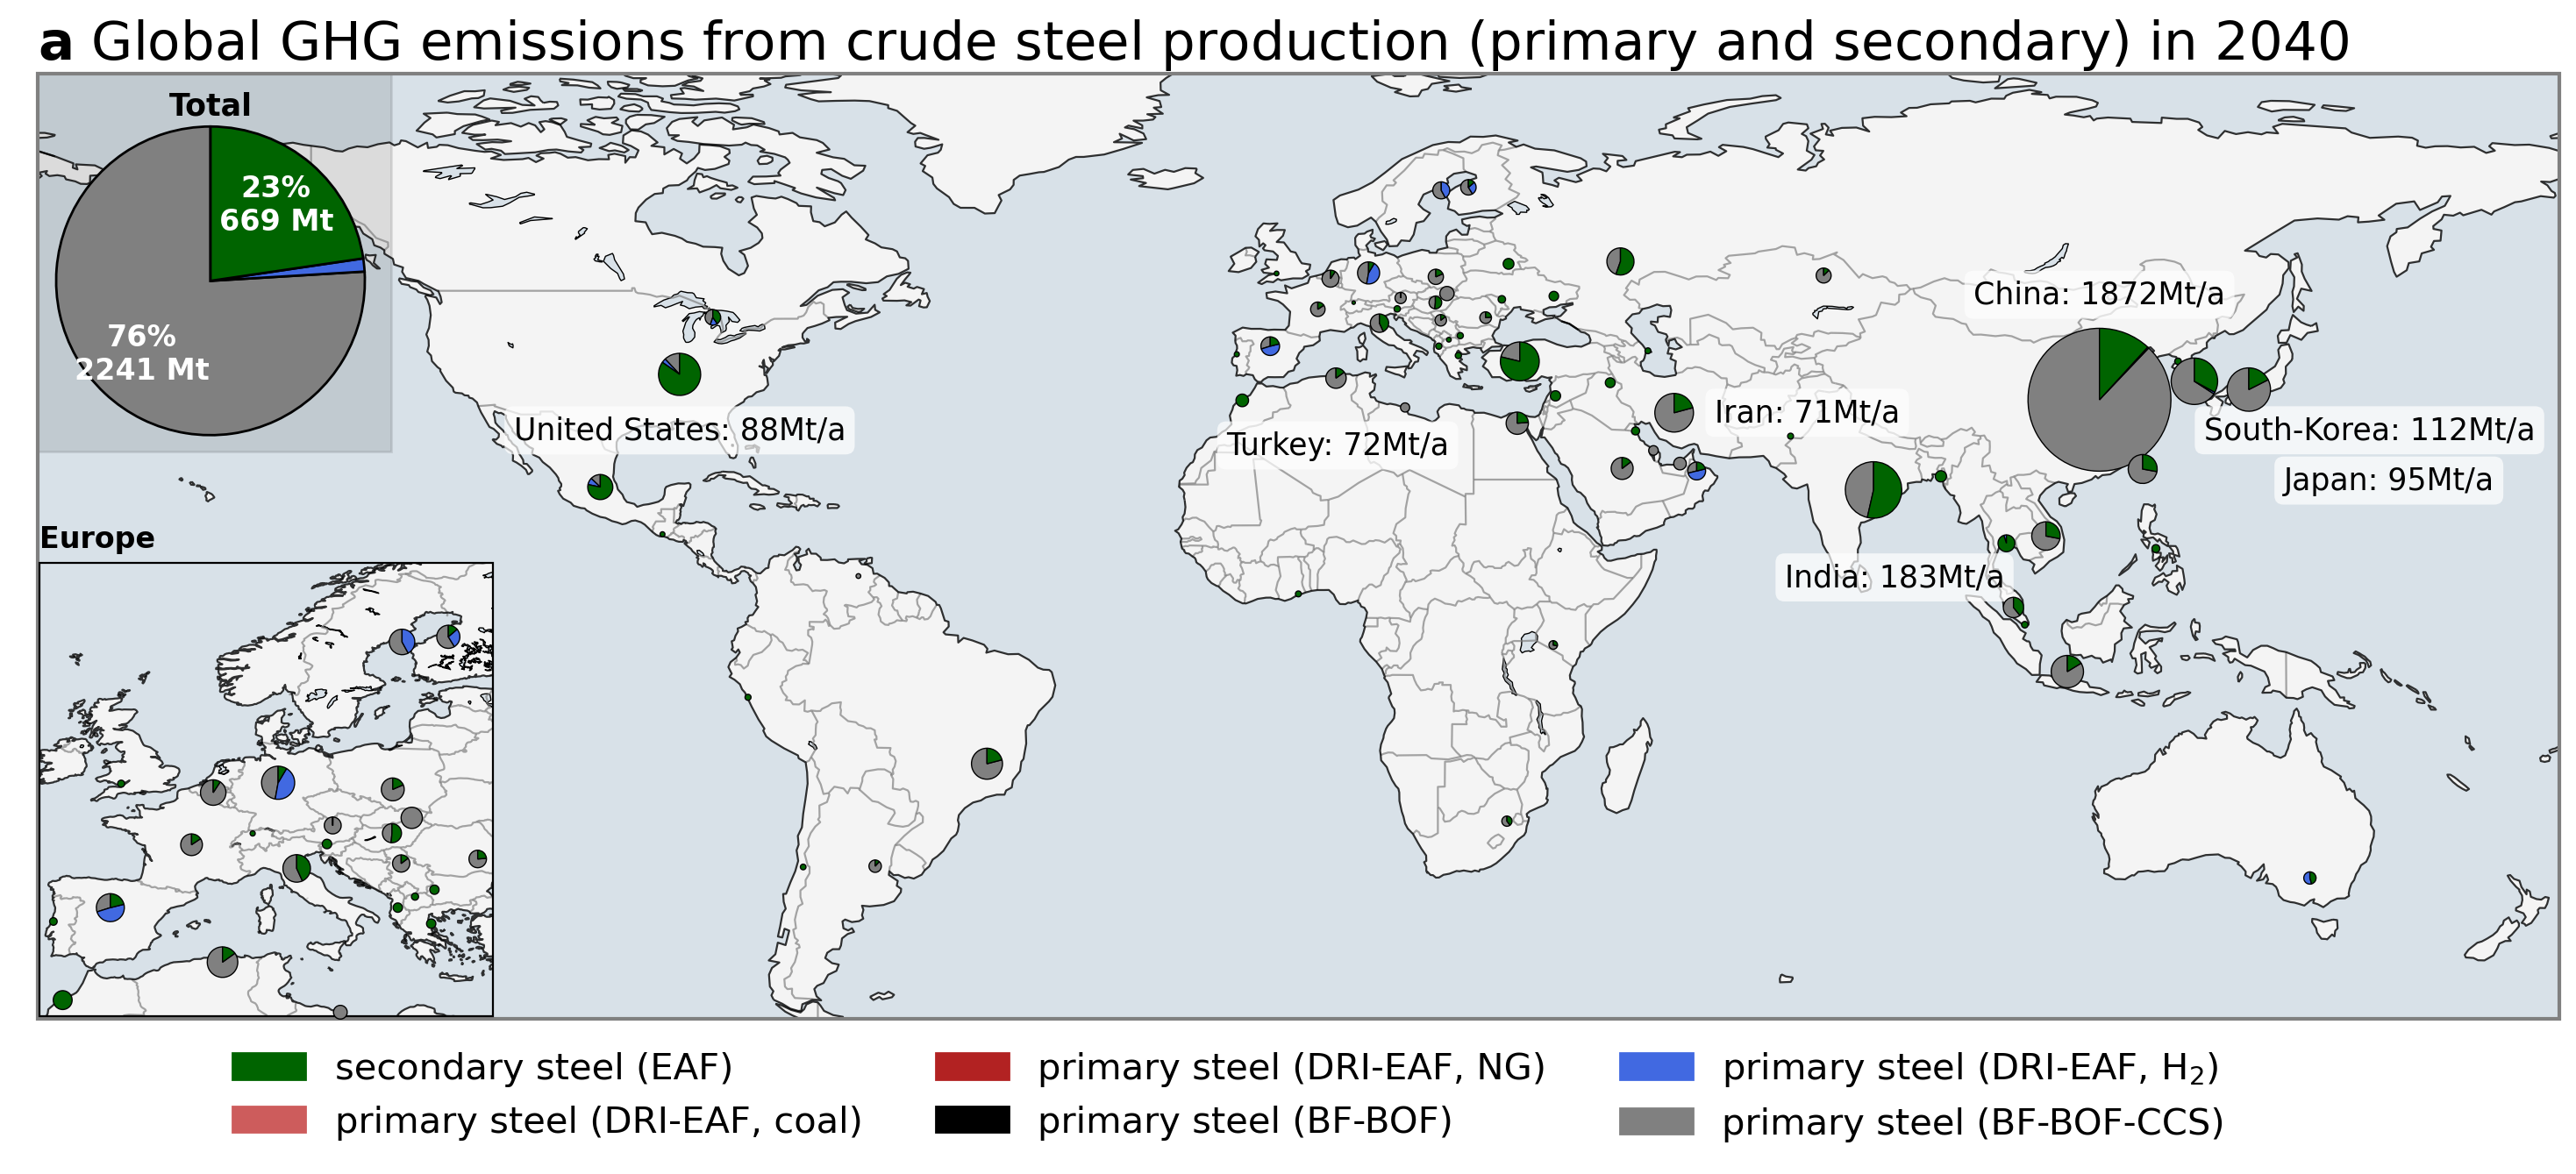 a Global GHG emissions from crude steel production (primary and secondary) in 2040
Total
23%
669 Mt
76%
2241 Mt
China: 1872Mt/a
Iran: 71Mt/a
United States: 88Mt/a
Turkey: 72Mt/a
South-Korea: 112Mt/a
Japan: 95Mt/a
Europe
India: 183Mt/a
secondary steel (EAF)
primary steel (DRI-EAF, NG)
primary steel (DRI-EAF, H₂)
primary steel (DRI-EAF, coal)
primary steel (BF-BOF)
primary steel (BF-BOF-CCS)